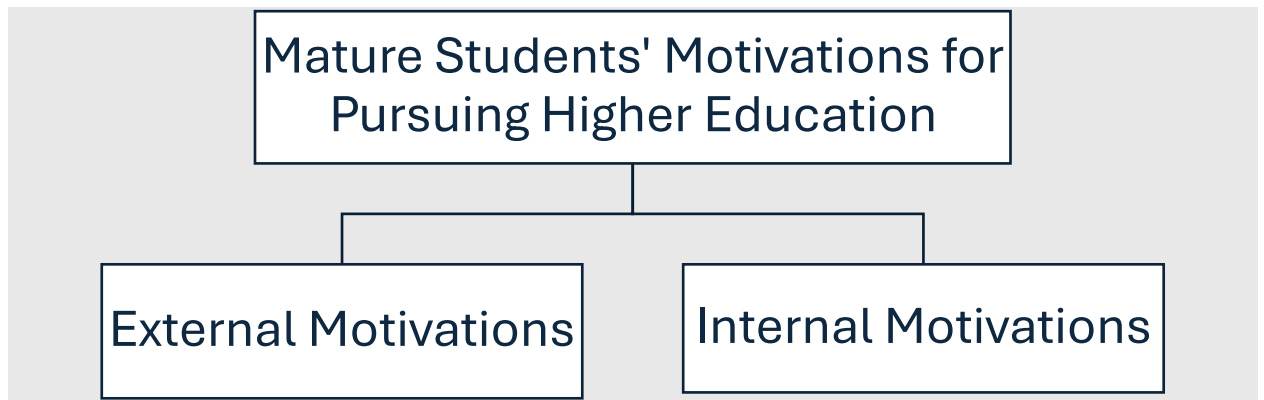 Mature Students' Motivations for
Pursuing Higher Education
External Motivations
Internal Motivations